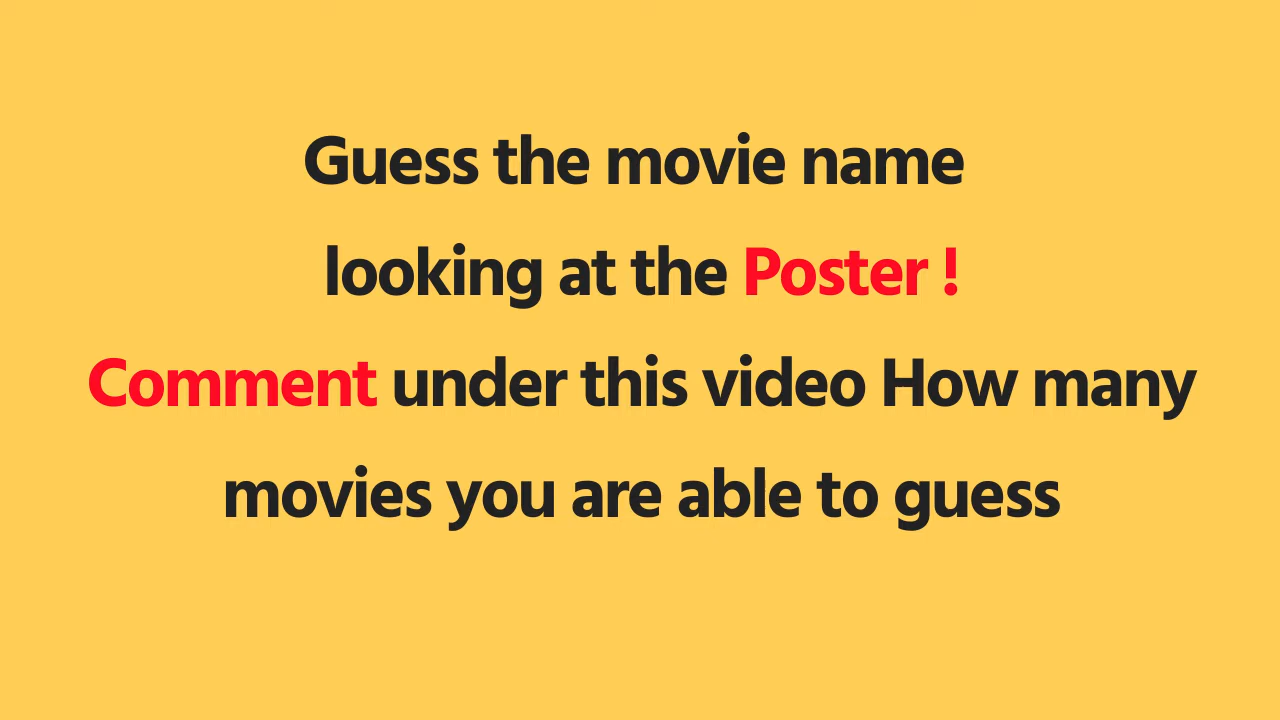 Guess the movie name
looking at the Poster !
Comment under this video How many
movies you are able to guess